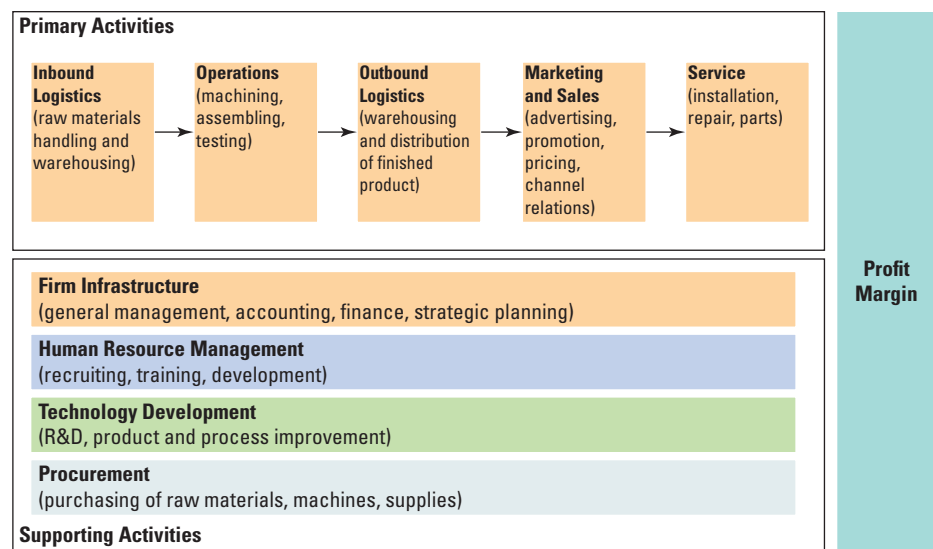 Primary Activities
Inbound
Logistics
(raw materials
handling and
warehousing)
Operations
(machining,
assembling,
testing)
Outbound
Logistics
(warehousing
and distribution
of finished
product)
Marketing
and Sales
(advertising,
promotion,
pricing,
channel
relations)
Service
(installation,
repair, parts)
Firm Infrastructure
(general management, accounting, finance, strategic planning)
Human Resource Management
(recruiting, training, development)
Technology Development
(R&D, product and process improvement)
Procurement
(purchasing of raw materials, machines, supplies)
Supporting Activities
Profit
Margin